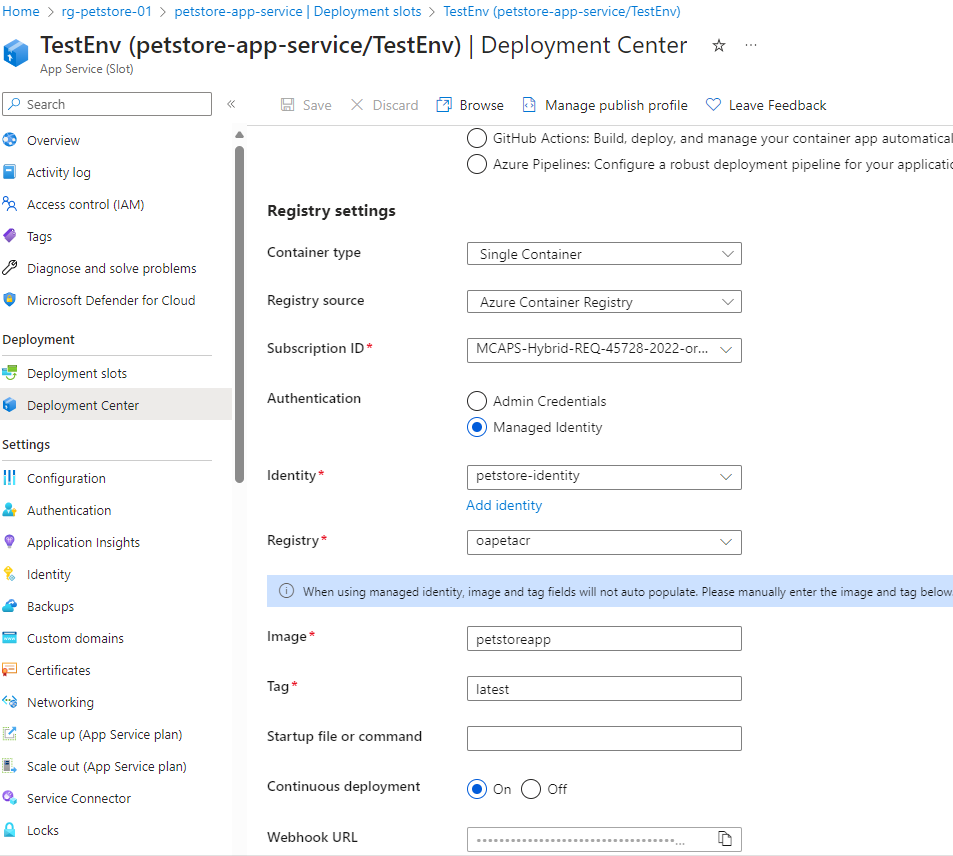 Home > rg-petstore-01 > petstore-app-service | Deployment slots > TestEnv (petstore-app-service/TestEnv)
TestEnv (petstore-app-service/TestEnv) | Deployment Center
App Service (Slot)
Search
Save
Discard
Browse
Manage publish profile
Leave Feedback
Overview
Activity log
Access control (IAM)
Tags
Diagnose and solve problems
Microsoft Defender for Cloud
Deployment
Deployment slots
Deployment Center
Settings
Configuration
Authentication
Application Insights
Identity
Backups
Custom domains
Certificates
Networking
Scale up (App Service plan)
Scale out (App Service plan)
Service Connector
Locks
GitHub Actions: Build, deploy, and manage your container app automatical
Azure Pipelines: Configure a robust deployment pipeline for your applicatio
Registry settings
Container type
Single Container
Registry source
Azure Container Registry
Subscription ID*
MCAPS-Hybrid-REQ-45728-2022-or...
Authentication
Admin Credentials
Managed Identity
Identity*
petstore-identity
Add identity
Registry*
oapetacr
When using managed identity, image and tag fields will not auto populate. Please manually enter the image and tag below.
Image*
petstoreapp
Tag*
latest
Startup file or command
Continuous deployment
On
Off
Webhook URL